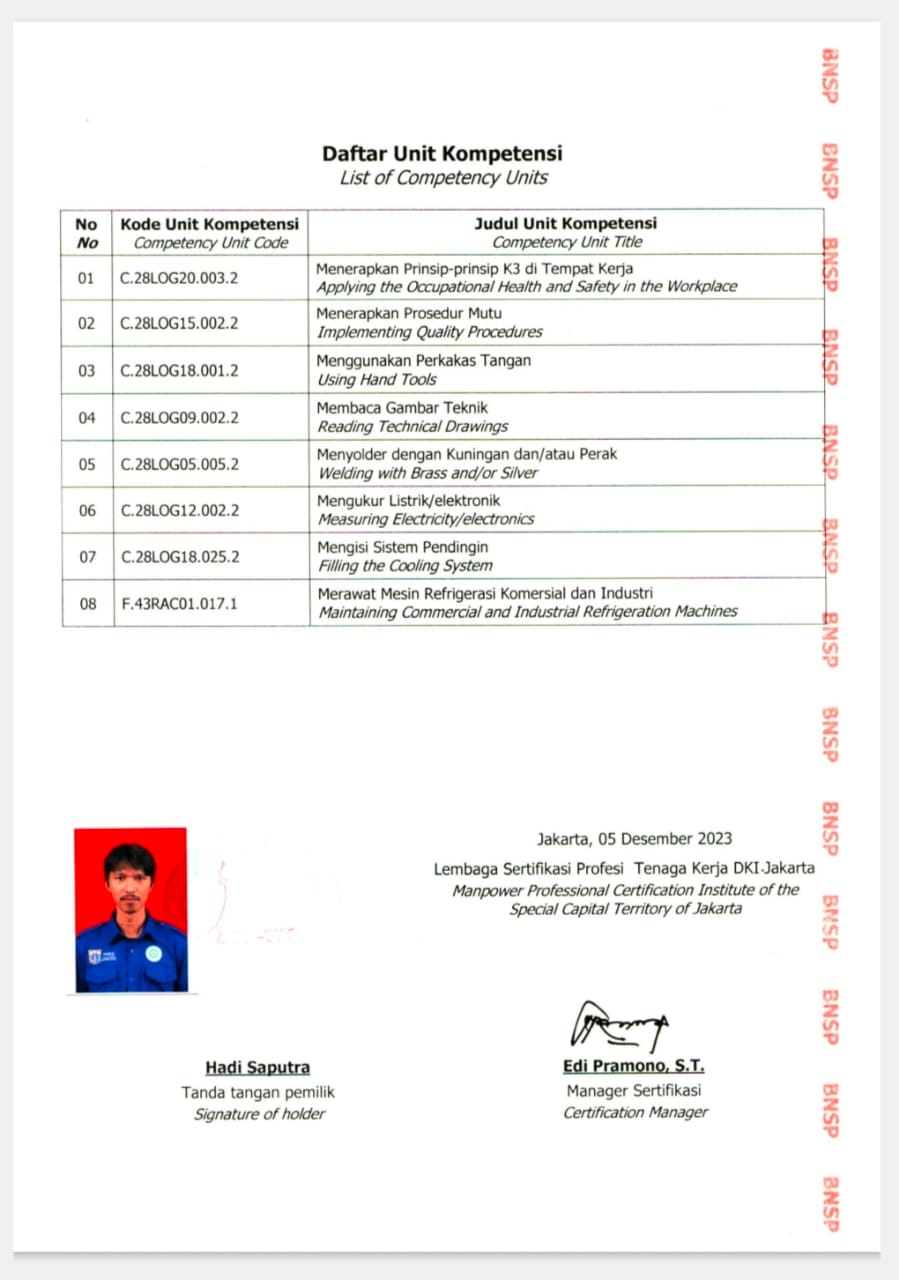 Daftar Unit Kompetensi
List of Competency Units
No
No
Kode Unit Kompetensi
Competency Unit Code
Judul Unit Kompetensi
Competency Unit Title
01
C.28LOG20.003.2
Menerapkan Prinsip-prinsip K3 di Tempat Kerja
Applying the Occupational Health and Safety in the Workplace
02
C.28LOG15.002.2
Menerapkan Prosedur Mutu
Implementing Quality Procedures
03
C.28LOG18.001.2
Menggunakan Perkakas Tangan
Using Hand Tools
04
C.28LOG09.002.2
Membaca Gambar Teknik
Reading Technical Drawings
05
C.28LOG05.005.2
Menyolder dengan Kuningan dan/atau Perak
Welding with Brass and/or Silver
06
C.28LOG12.002.2
Mengukur Listrik/elektronik
Measuring Electricity/electronics
07
C.28LOG18.025.2
Mengisi Sistem Pendingin
Filling the Cooling System
08
F.43RAC01.017.1
Merawat Mesin Refrigerasi Komersial dan Industri
Maintaining Commercial and Industrial Refrigeration Machines
Jakarta, 05 Desember 2023
Lembaga Sertifikasi Profesi Tenaga Kerja DKI Jakarta
Manpower Professional Certification Institute of the
Special Capital Territory of Jakarta
Hadi Saputra
Tanda tangan pemilik
Signature of holder
Edi Pramono, S.T.
Manager Sertifikasi
Certification Manager
BNSP
BNSP
BNSP
BNSP
BNSP
BNSP
BNSP
BNSP
BNSP
BNSP
BNSP
BNSP
BNSP